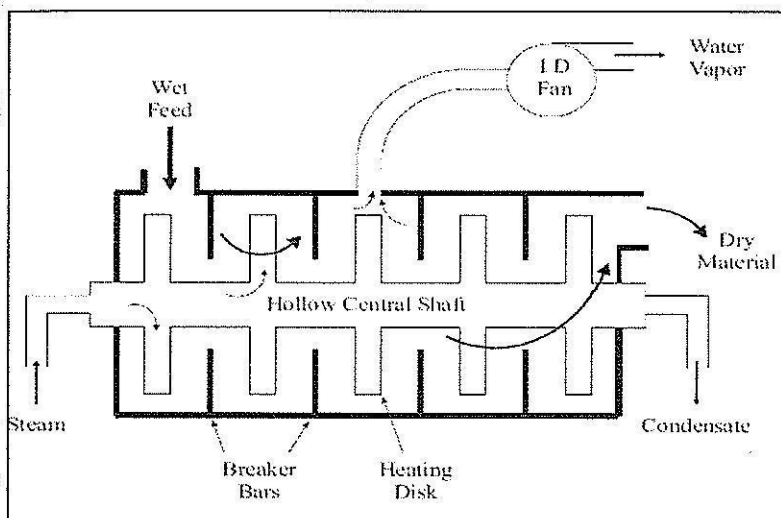 Wet
Feed
I D
Fan
Water
Vapor
Dry
Material
Hollow Central Shaft
Steam
Breaker
Bars
Heating
Disk
Condensate